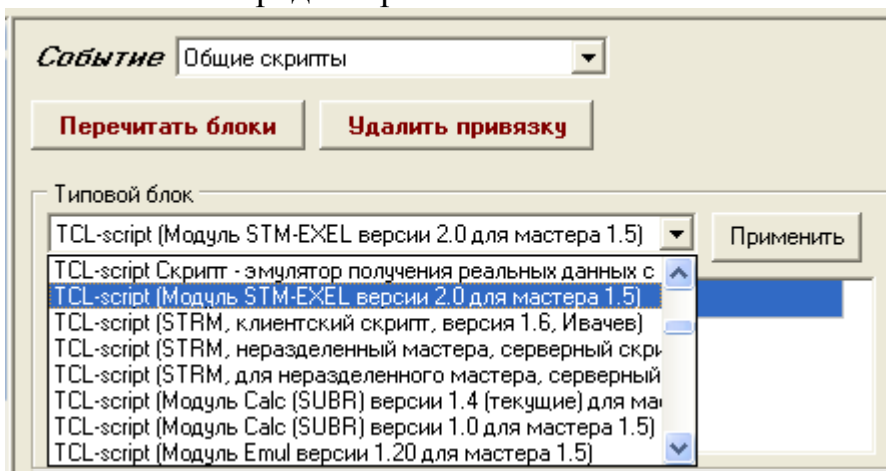 Событие Общие скрипты
Перечитать блоки Удалить привязку
Типовой блок
TCL-script (Модуль STM-EXEL версии 2.0 для мастера 1.5) Применить
TCL-script Скрипт - эмулятор получения реальных данных с
TCL-script (Модуль STM-EXEL версии 2.0 для мастера 1.5)
TCL-script (STRM, клиентский скрипт, версия 1.6, Ивачев)
TCL-script (STRM, неразделенный мастера, серверный скри
TCL-script (STRM, для неразделенного мастера, серверный
TCL-script (Модуль Calc (SUBR) версии 1.4 (текущие) для ма
TCL-script (Модуль Calc (SUBR) версии 1.0 для мастера 1.5)
TCL-script (Модуль Emul версии 1.20 для мастера 1.5)